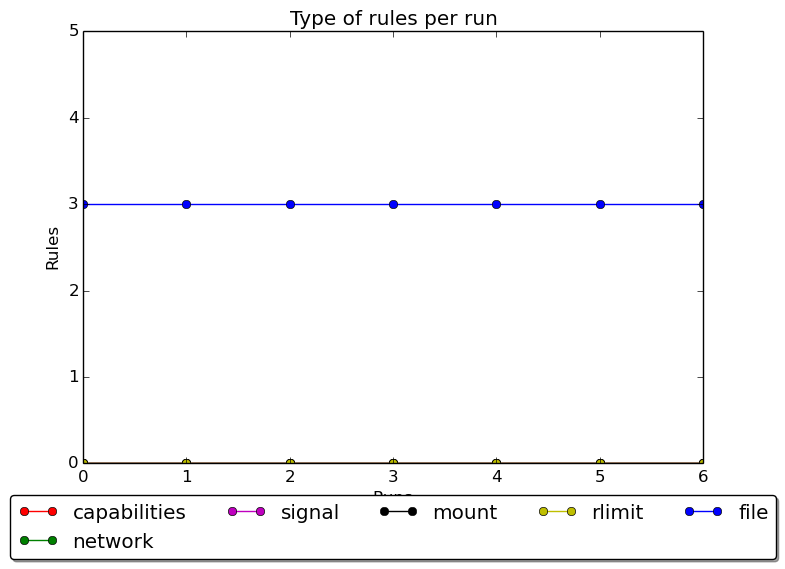 Type of rules per run
5
4
3
2
1
0
Rules
0 1 2 3 4 5 6
capabilities signal mount rlimit file
network